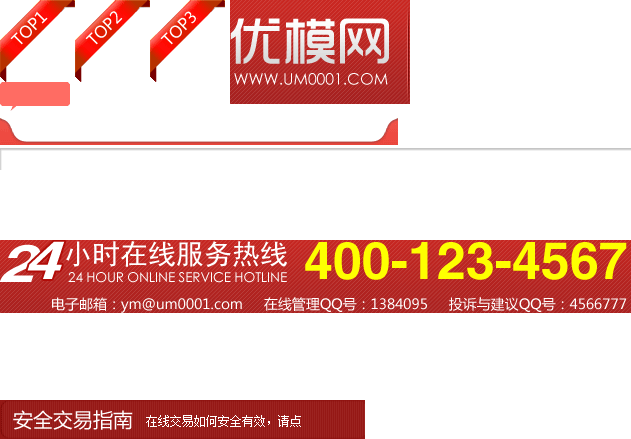 TOP1
TOP2
TOP3
优模网
WWW.UM0001.COM
24小时在线服务热线 400-123-4567
24 HOUR ONLINE SERVICE HOTLINE
电子邮箱：ym@um0001.com 在线管理QQ号：1384095 投诉与建议QQ号：4566777
安全交易指南 在线交易如何安全有效，请点